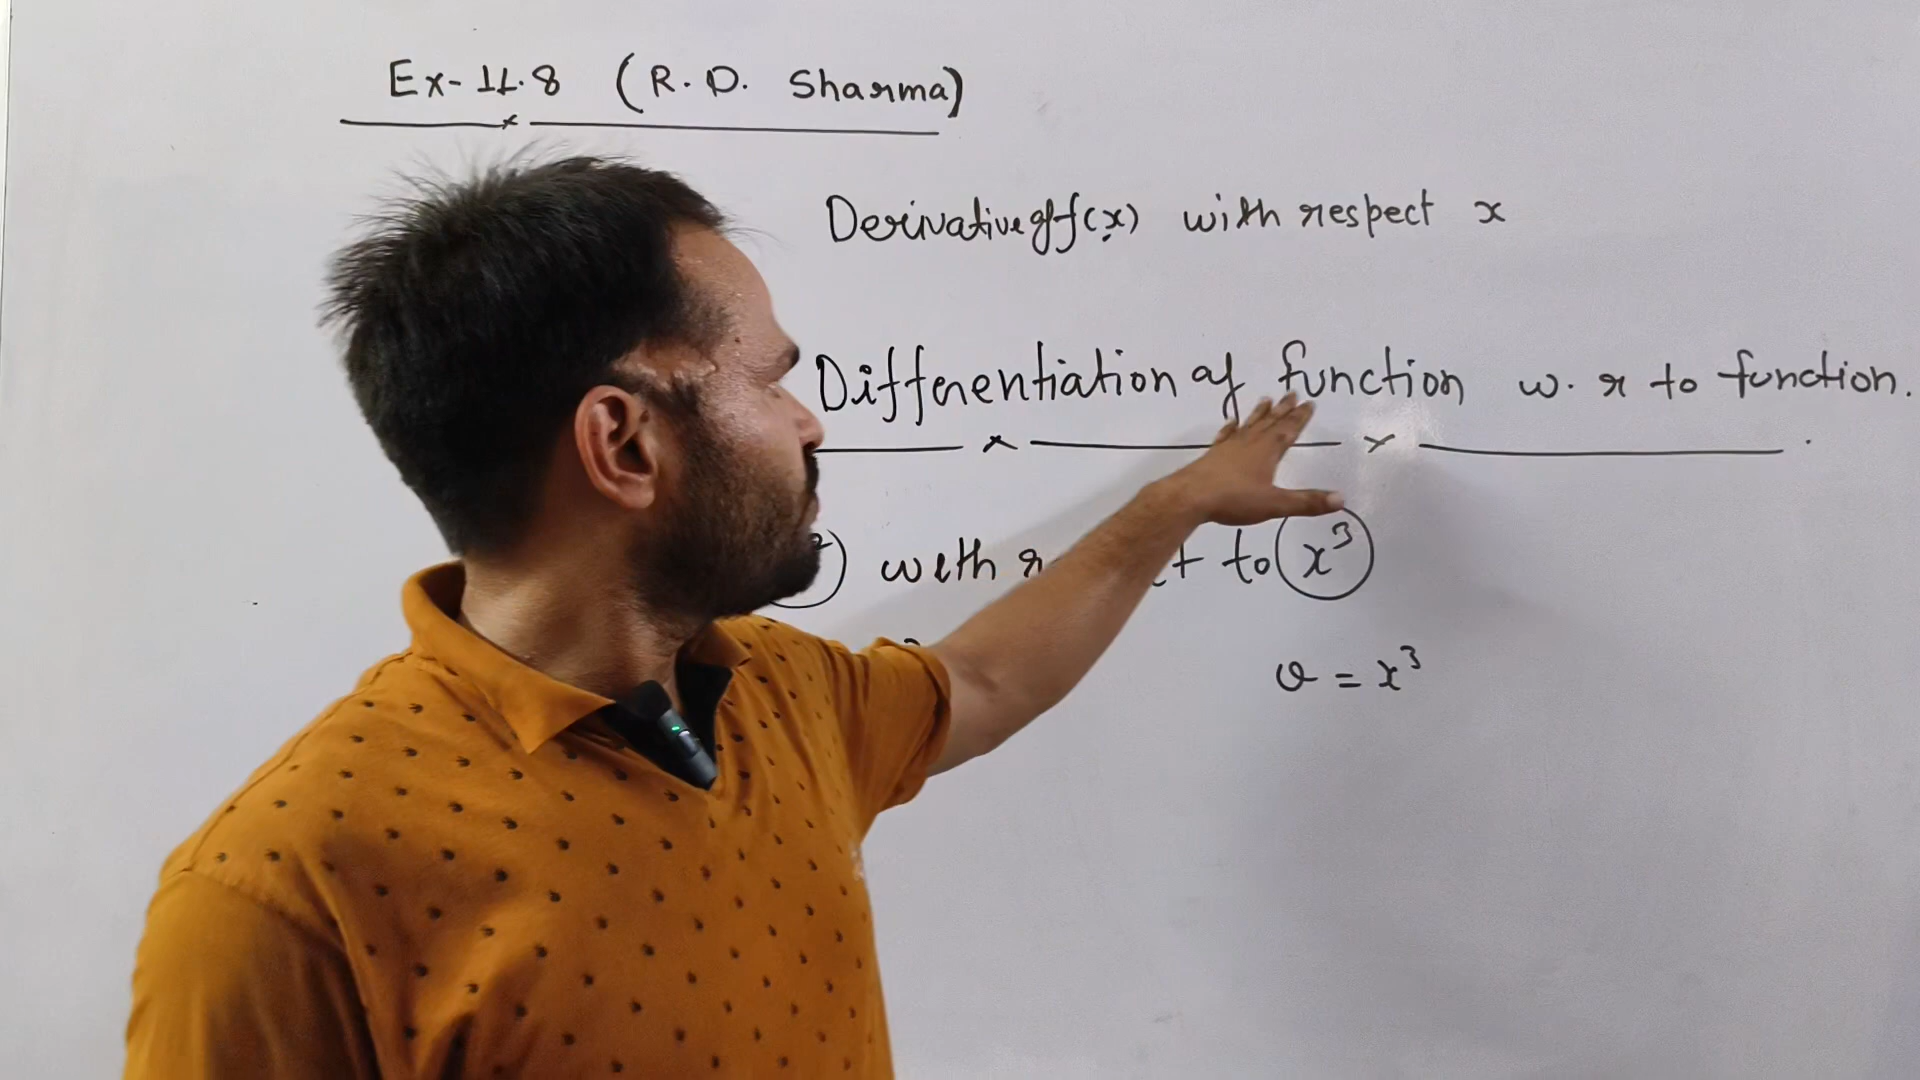 Ex-11.8 (R.D. Sharma)
Derivative of f(x) with respect x
Differentiation of function w.r to function.
with to x³
v = x³